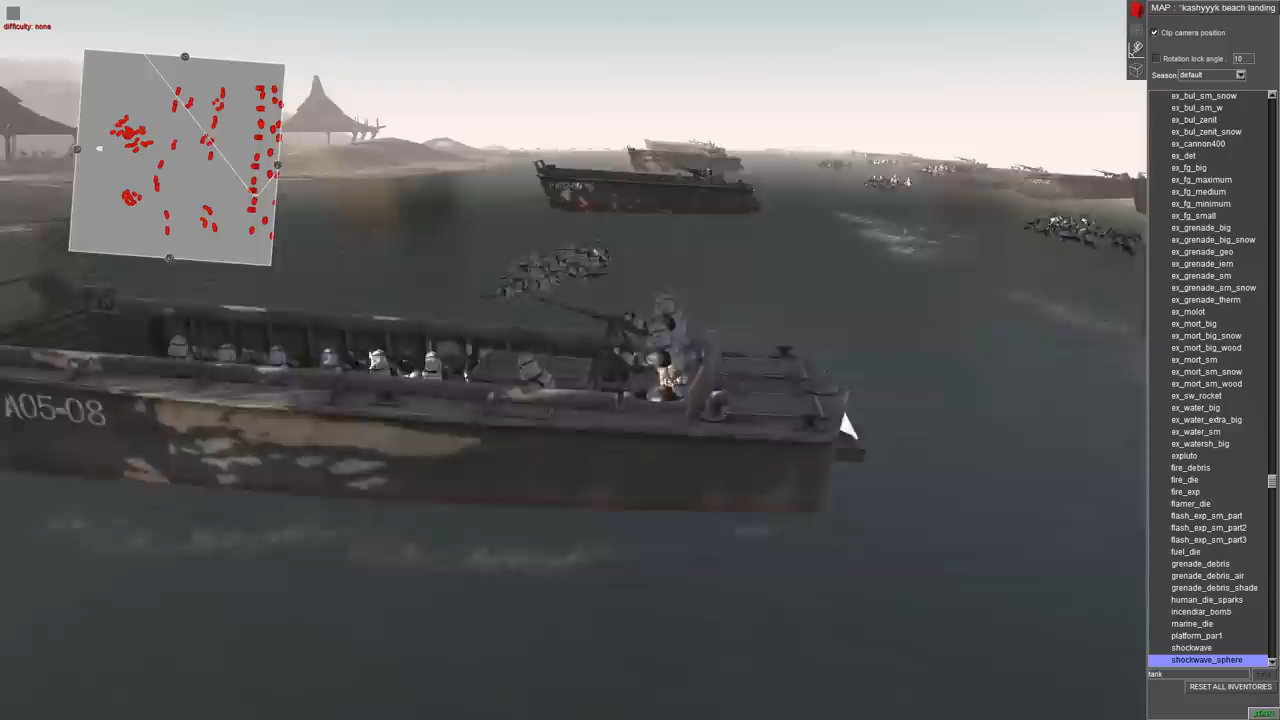 difficulty: none
MAP : "kashyyyk beach landing
Clip camera position
Rotation lock angle . 10
Season: default
ex_bul_sm_snow
ex_bul_sm_w
ex_bul_zenit
ex_bul_zenit_snow
ex_cannon400
ex_det
ex_fg_big
ex_fg_maximum
ex_fg_medium
ex_fg_minimum
ex_fg_small
ex_grenade_big
ex_grenade_big_snow
ex_grenade_geo
ex_grenade_iem
ex_grenade_sm
ex_grenade_sm_snow
ex_grenade_therm
ex_molot
ex_mort_big
ex_mort_big_snow
ex_mort_big_wood
ex_mort_sm
ex_mort_sm_snow
ex_mort_sm_wood
ex_sw_rocket
ex_water_big
ex_water_extra_big
ex_water_sm
ex_watersh_big
expluto
fire_debris
fire_die
fire_exp
flamer_die
flash_exp_sm_part
flash_exp_sm_part2
flash_exp_sm_part3
fuel_die
grenade_debris
grenade_debris_air
grenade_debris_shade
human_die_sparks
incendiar_bomb
marine_die
platform_par1
shockwave
shockwave_sphere
tank
RESET ALL INVENTORIES
A05-08